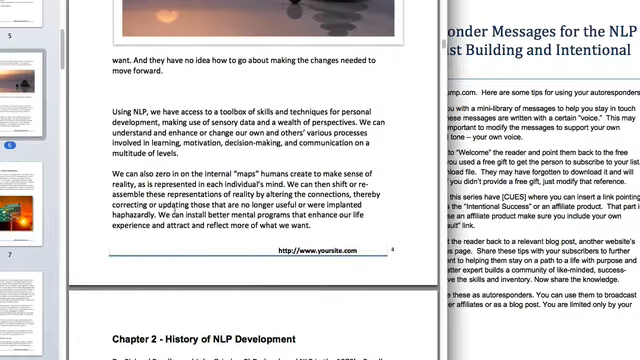 5
6
7
want. And they have no idea how to go about making the changes needed to
move forward.
Using NLP, we have access to a toolbox of skills and techniques for personal
development, making use of sensory data and a wealth of perspectives. We can
understand and enhance or change our own and others' various processes
involved in learning, motivation, decision-making, and communication on a
multitude of levels.
We can also zero in on the internal "maps" humans create to make sense of
reality, as is represented in each individual's mind. We can then shift or re-
assemble these representations of reality by altering the connections, thereby
correcting or updating those that are no longer useful or were implanted
haphazardly. We can install better mental programs that enhance our life
experience and attract and reflect more of what we want.
http://www.yoursite.com
4
Chapter 2 - History of NLP Development
onder Messages for the NLP
st Building and Intentional
ump.com. Here are some tips for using your autoresponders
ou with a mini-library of messages to help you stay in touch
hese messages are written with a certain "voice." This may
mportant to modify the messages to support your own
l tone – your own voice.
to "Welcome" the reader and point them back to the free
you used a free gift to get the person to subscribe to your list
nload file. They may have forgotten to download it and will
f you didn't provide a free gift, just modify that reference.
this series have [CUES] where you can insert a link pointing
s the "Intentional Success" or an affiliate product. That part i
se an affiliate product make sure you include your own
ault" link.
t the reader back to a relevant blog post, another website's
s page. Share these tips with your subscribers to further
nt to helping them stay on a path to a life with purpose and
atter expert builds a community of like-minded, success-
ve the skills and inventory. Now share the knowledge.
e these as autoresponders. You can use them to broadcast
er affiliates or as a blog post. You are limited only by your